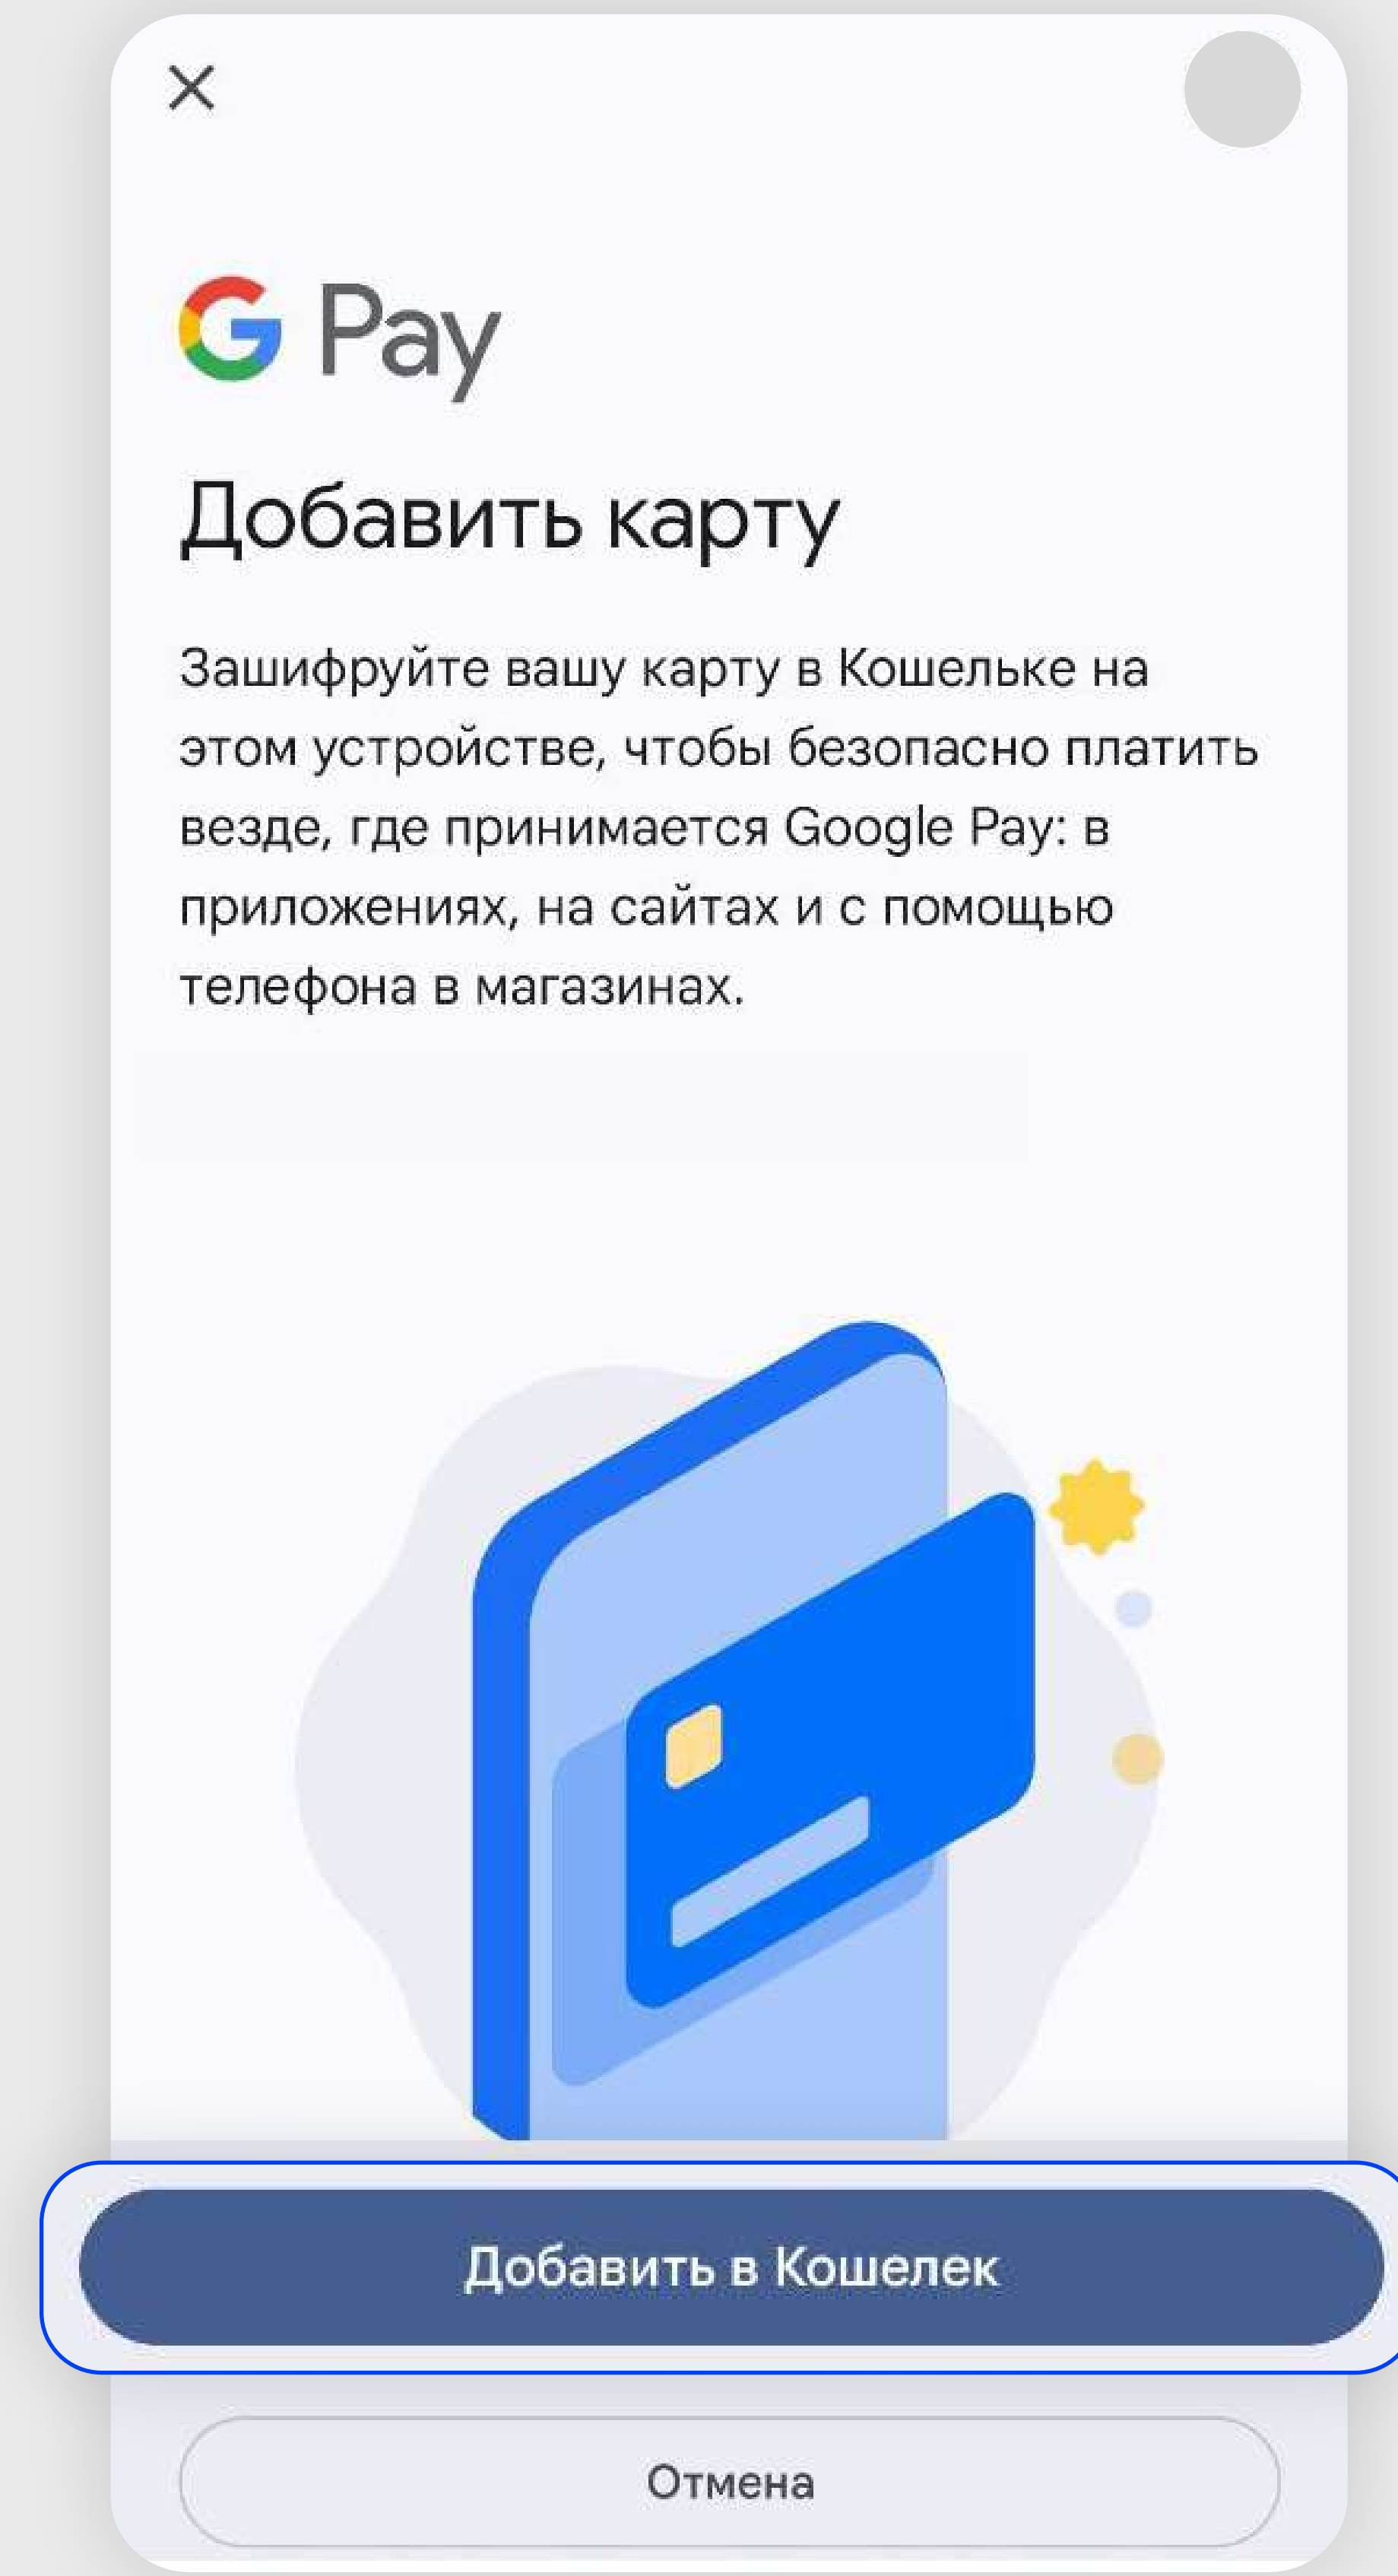 G Pay
Добавить карту
Зашифруйте вашу карту в Кошельке на
этом устройстве, чтобы безопасно платить
везде, где принимается Google Pay: в
приложениях, на сайтах и с помощью
телефона в магазинах.
Добавить в Кошелек
Отмена